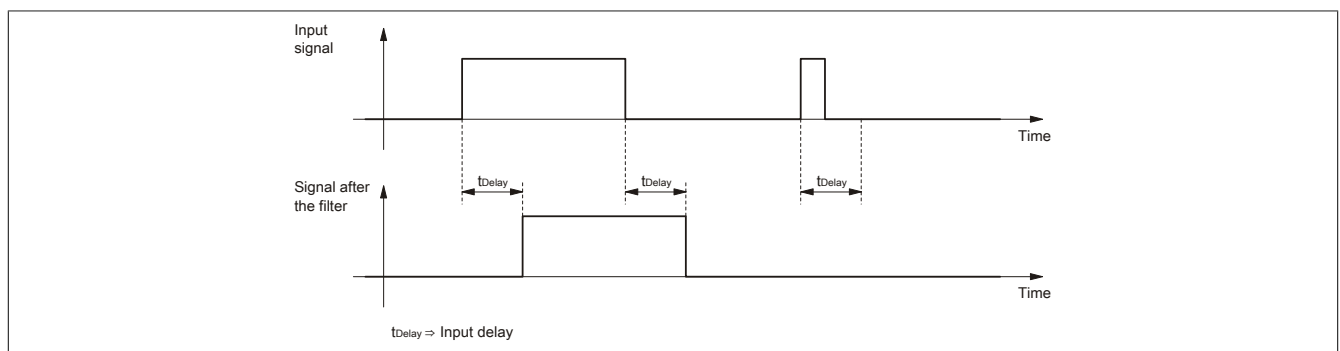 Input
signal
Time
Signal after
the filter
tDelay
tDelay
tDelay
Time
tDelay ⇒ Input delay